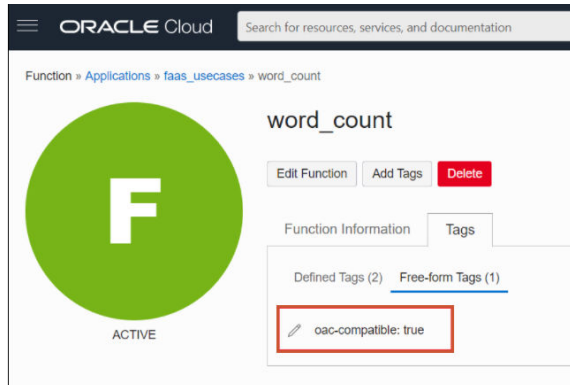 ORACLE Cloud
Search for resources, services, and documentation
Function » Applications » faas_usecases » word_count
F
ACTIVE
word_count
Edit Function Add Tags Delete
Function Information Tags
Defined Tags (2) Free-form Tags (1)
oac-compatible: true